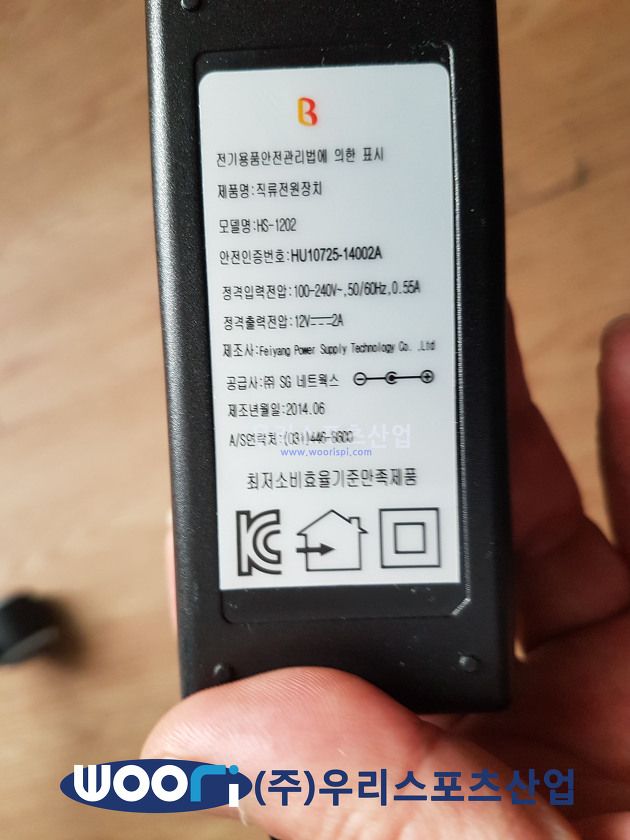 B
전기용품안전관리법에 의한 표시
제품명:직류전원장치
모델명:HS-1202
안전인증번호:HU10725-14002A
정격입력전압:100-240V~,50/60Hz,0.55A
정격출력전압:12V⎓2A
제조사:Feiyang Power Supply Technology Co. .Ltd
공급사:㈜ SG 네트웍스
제조년월일:2014.06
우리스포츠산업
A/S연락처:(031)446-6600
www.woorispi.com
최저소비효율기준만족제품
woori (주)우리스포츠산업